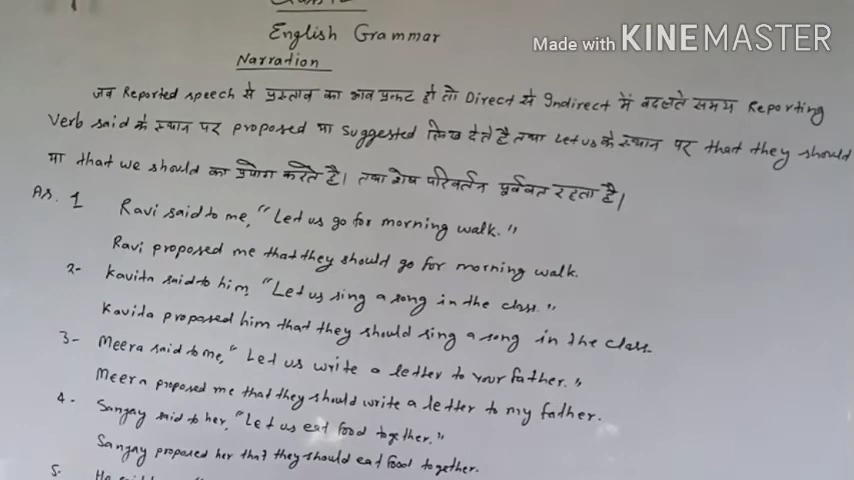 Made with KINEMASTER
English Grammar
Narration
जब Reported speech से प्रस्ताव का भाव प्रकट हो तो Direct से Indirect में बदलते समय Reporting
Verb said के स्थान पर proposed या suggested लिख देते है तथा Let us के स्थान पर that they should
या that we should का प्रयोग करते है। तथा शेष परिवर्तन पूर्ववत रहता है।
As. 1 Ravi said to me, "Let us go for morning walk."
Ravi proposed me that they should go for morning walk.
2- Kavita said to him, "Let us sing a song in the class."
Kavita proposed him that they should sing a song in the class.
3- Meera said to me, "Let us write a letter to your father."
Meera proposed me that they should write a letter to my father.
4- Sanjay said to her, "Let us eat food together."
Sanjay proposed her that they should eat food together.
5. He said